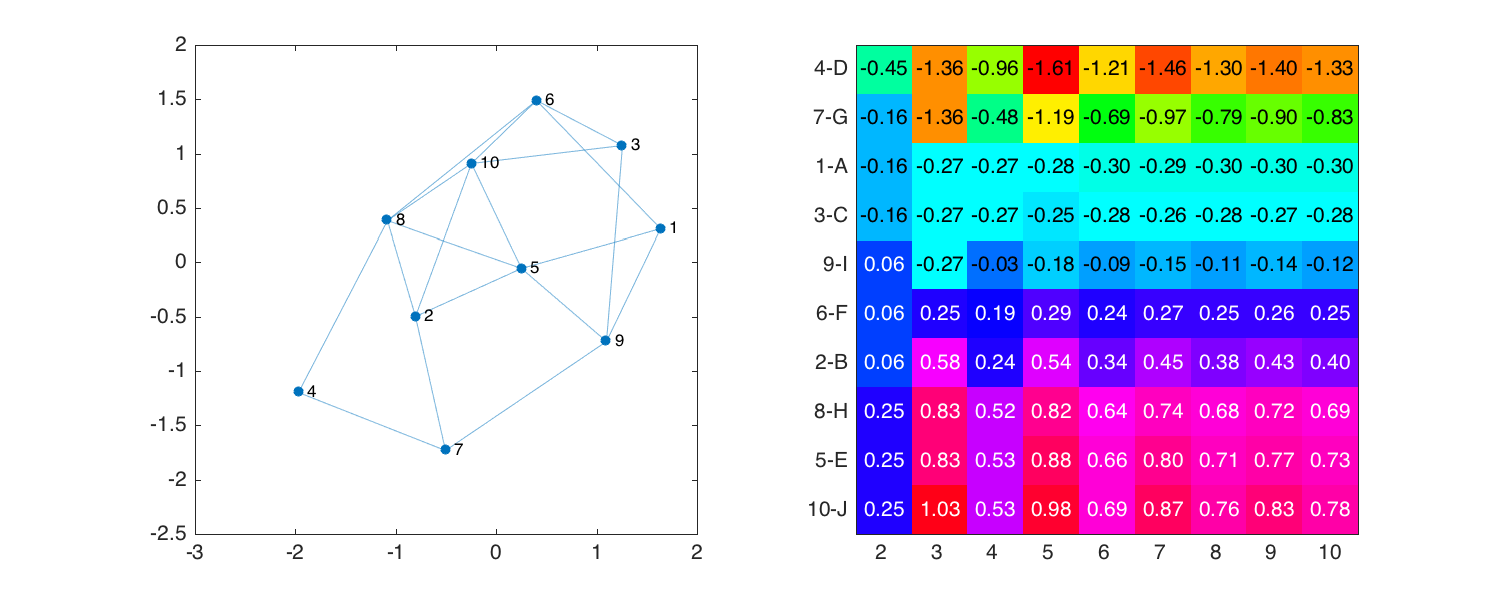 2
1.5
1
0.5
0
-0.5
-1
-1.5
-2
-2.5
-3 -2 -1 0 1 2
6
3
10
8
1
5
2
9
4
7
4-D -0.45 -1.36 -0.96 -1.61 -1.21 -1.46 -1.30 -1.40 -1.33
7-G -0.16 -1.36 -0.48 -1.19 -0.69 -0.97 -0.79 -0.90 -0.83
1-A -0.16 -0.27 -0.27 -0.28 -0.30 -0.29 -0.30 -0.30 -0.30
3-C -0.16 -0.27 -0.27 -0.25 -0.28 -0.26 -0.28 -0.27 -0.28
9-I 0.06 -0.27 -0.03 -0.18 -0.09 -0.15 -0.11 -0.14 -0.12
6-F 0.06 0.25 0.19 0.29 0.24 0.27 0.25 0.26 0.25
2-B 0.06 0.58 0.24 0.54 0.34 0.45 0.38 0.43 0.40
8-H 0.25 0.83 0.52 0.82 0.64 0.74 0.68 0.72 0.69
5-E 0.25 0.83 0.53 0.88 0.66 0.80 0.71 0.77 0.73
10-J 0.25 1.03 0.53 0.98 0.69 0.87 0.76 0.83 0.78
2 3 4 5 6 7 8 9 10